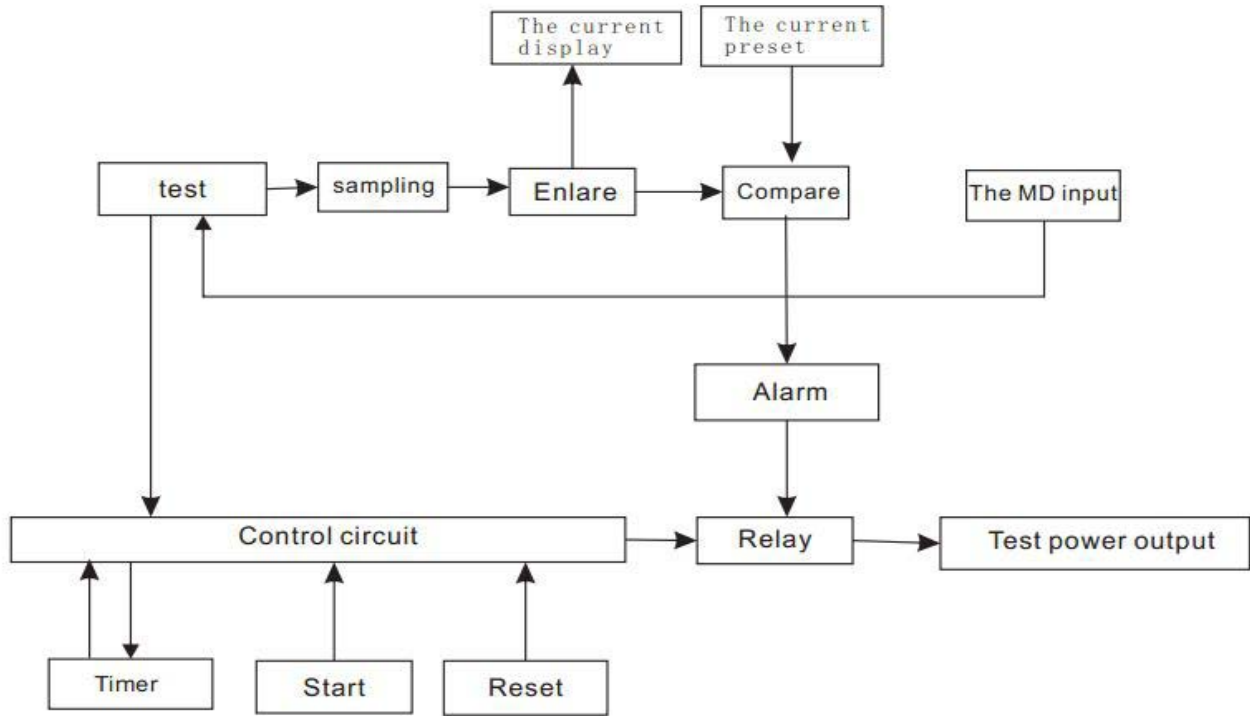 The current
display
The current
preset
test
sampling
Enlare
Compare
The MD input
Alarm
Control circuit
Relay
Test power output
Timer
Start
Reset